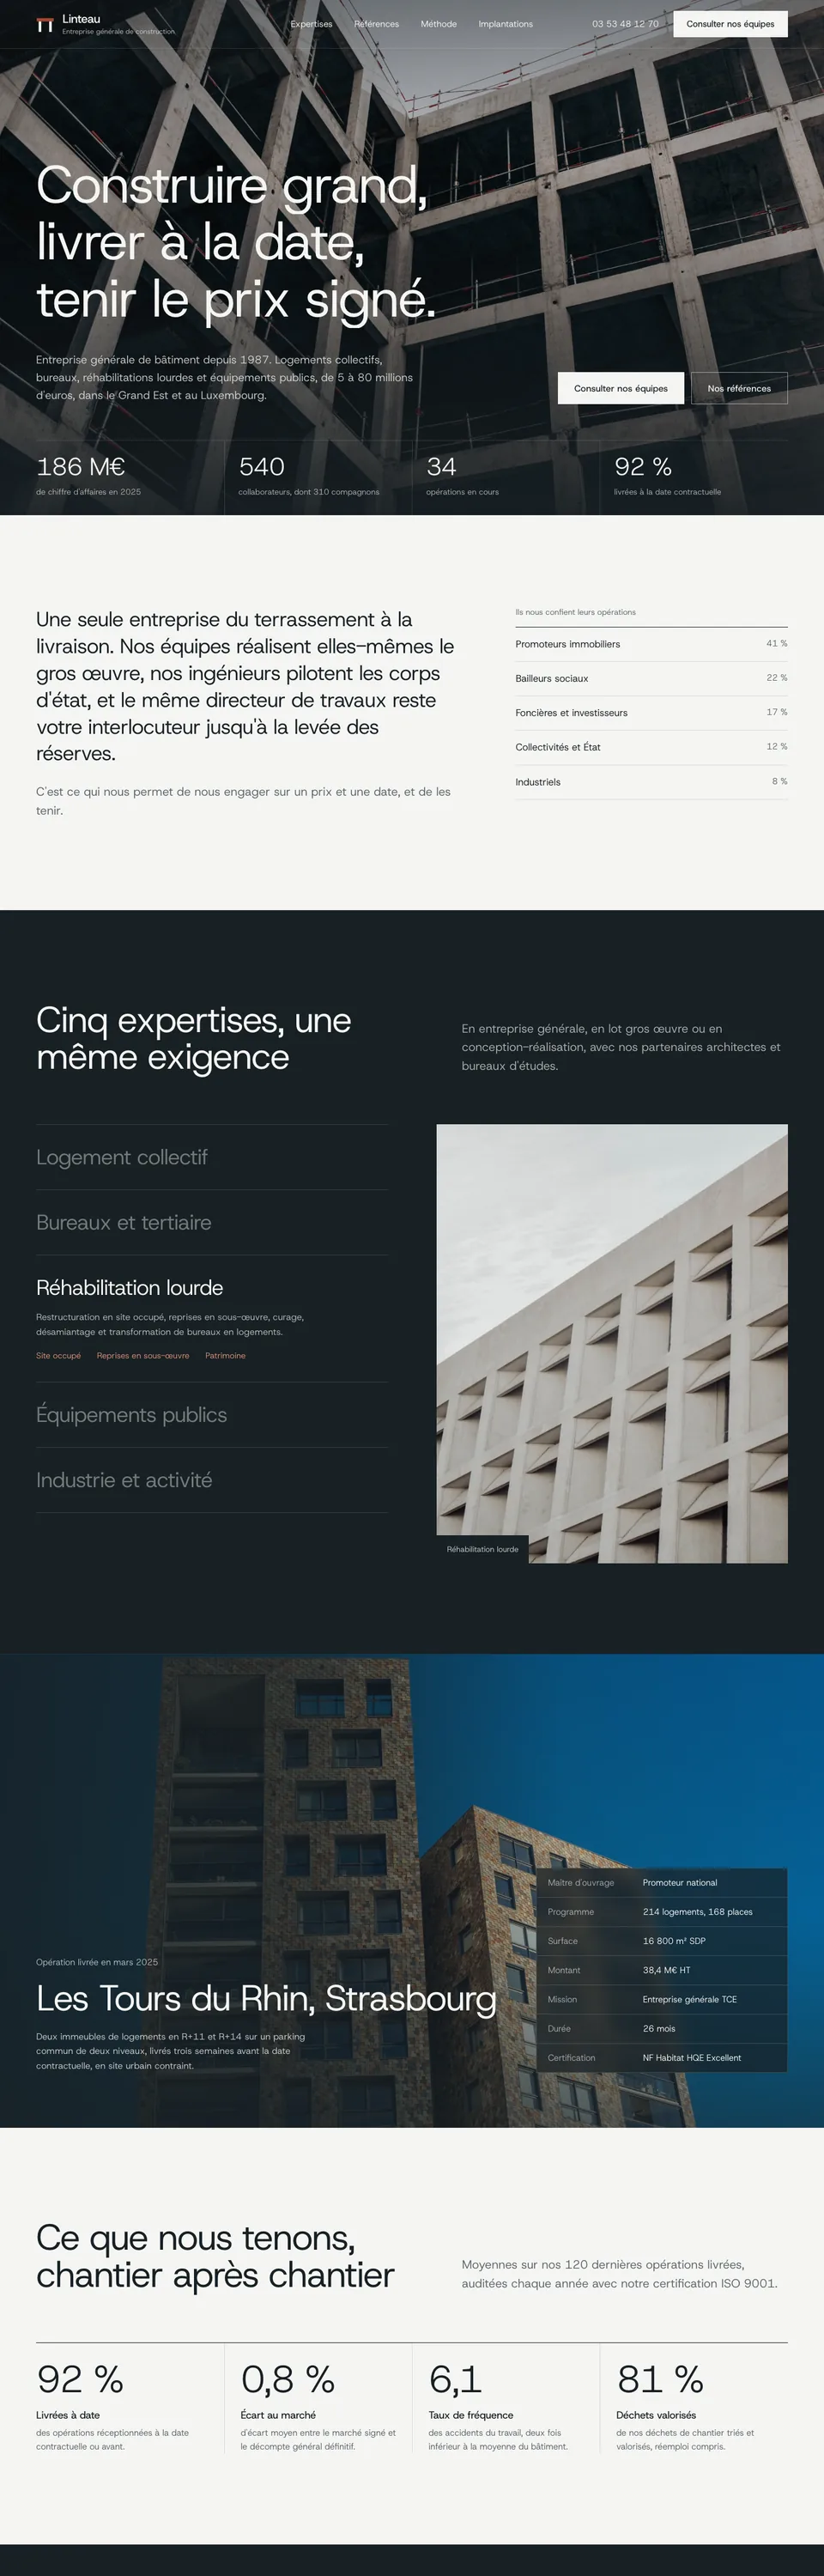 Linteau
Entreprise générale de construction
Expertises
Références
Méthode
Implantations
03 53 48 12 70
Consulter nos équipes
Construire grand,
livrer à la date,
tenir le prix signé.
Entreprise générale de bâtiment depuis 1987. Logements collectifs,
bureaux, réhabilitations lourdes et équipements publics, de 5 à 80 millions
d'euros, dans le Grand Est et au Luxembourg.
Consulter nos équipes
Nos références
186 M€
de chiffre d'affaires en 2025
540
collaborateurs, dont 310 compagnons
34
opérations en cours
92 %
livrées à la date contractuelle
Une seule entreprise du terrassement à la
livraison. Nos équipes réalisent elles-mêmes le
gros œuvre, nos ingénieurs pilotent les corps
d'état, et le même directeur de travaux reste
votre interlocuteur jusqu'à la levée des
réserves.
C'est ce qui nous permet de nous engager sur un prix et une date, et de les
tenir.
Ils nous confient leurs opérations
Promoteurs immobiliers 41 %
Bailleurs sociaux 22 %
Foncières et investisseurs 17 %
Collectivités et État 12 %
Industriels 8 %
Cinq expertises, une
même exigence
En entreprise générale, en lot gros œuvre ou en
conception-réalisation, avec nos partenaires architectes et
bureaux d'études.
Logement collectif
Bureaux et tertiaire
Réhabilitation lourde
Restructuration en site occupé, reprises en sous-œuvre, curage,
désamiantage et transformation de bureaux en logements.
Site occupé Reprises en sous-œuvre Patrimoine
Équipements publics
Industrie et activité
Réhabilitation lourde
Opération livrée en mars 2025
Les Tours du Rhin, Strasbourg
Deux immeubles de logements en R+11 et R+14 sur un parking
commun de deux niveaux, livrés trois semaines avant la date
contractuelle, en site urbain contraint.
Maître d'ouvrage Promoteur national
Programme 214 logements, 168 places
Surface 16 800 m² SDP
Montant 38,4 M€ HT
Mission Entreprise générale TCE
Durée 26 mois
Certification NF Habitat HQE Excellent
Ce que nous tenons,
chantier après chantier
Moyennes sur nos 120 dernières opérations livrées,
auditées chaque année avec notre certification ISO 9001.
92 %
Livrées à date
des opérations réceptionnées à la date
contractuelle ou avant.
0,8 %
Écart au marché
d'écart moyen entre le marché signé et
le décompte général définitif.
6,1
Taux de fréquence
des accidents du travail, deux fois
inférieur à la moyenne du bâtiment.
81 %
Déchets valorisés
de nos déchets de chantier triés et
valorisés, réemploi compris.